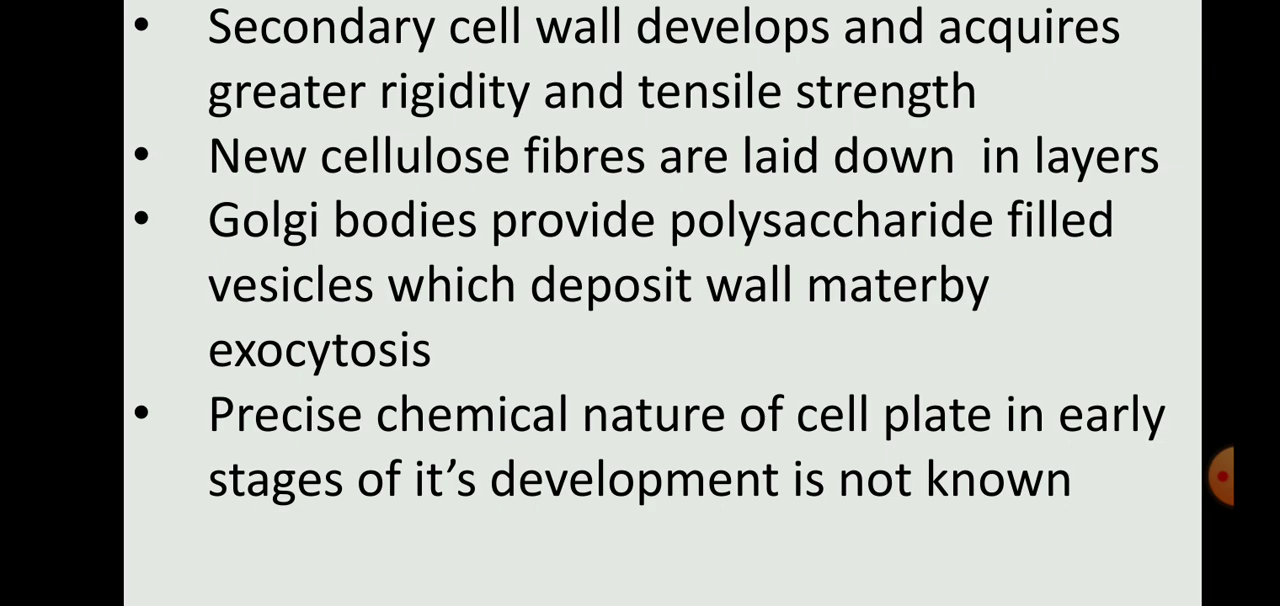 • Secondary cell wall develops and acquires
greater rigidity and tensile strength
• New cellulose fibres are laid down  in layers
• Golgi bodies provide polysaccharide filled
vesicles which deposit wall materby
exocytosis
• Precise chemical nature of cell plate in early
stages of it’s development is not known